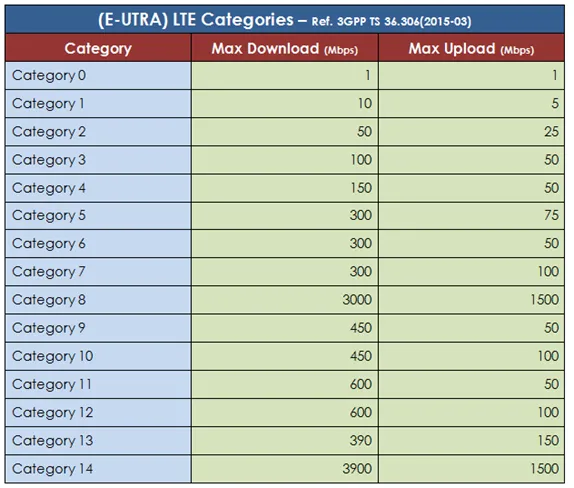 (E-UTRA) LTE Categories – Ref. 3GPP TS 36.306(2015-03)
Category Max Download (Mbps) Max Upload (Mbps)
Category 0 1 1
Category 1 10 5
Category 2 50 25
Category 3 100 50
Category 4 150 50
Category 5 300 75
Category 6 300 50
Category 7 300 100
Category 8 3000 1500
Category 9 450 50
Category 10 450 100
Category 11 600 50
Category 12 600 100
Category 13 390 150
Category 14 3900 1500